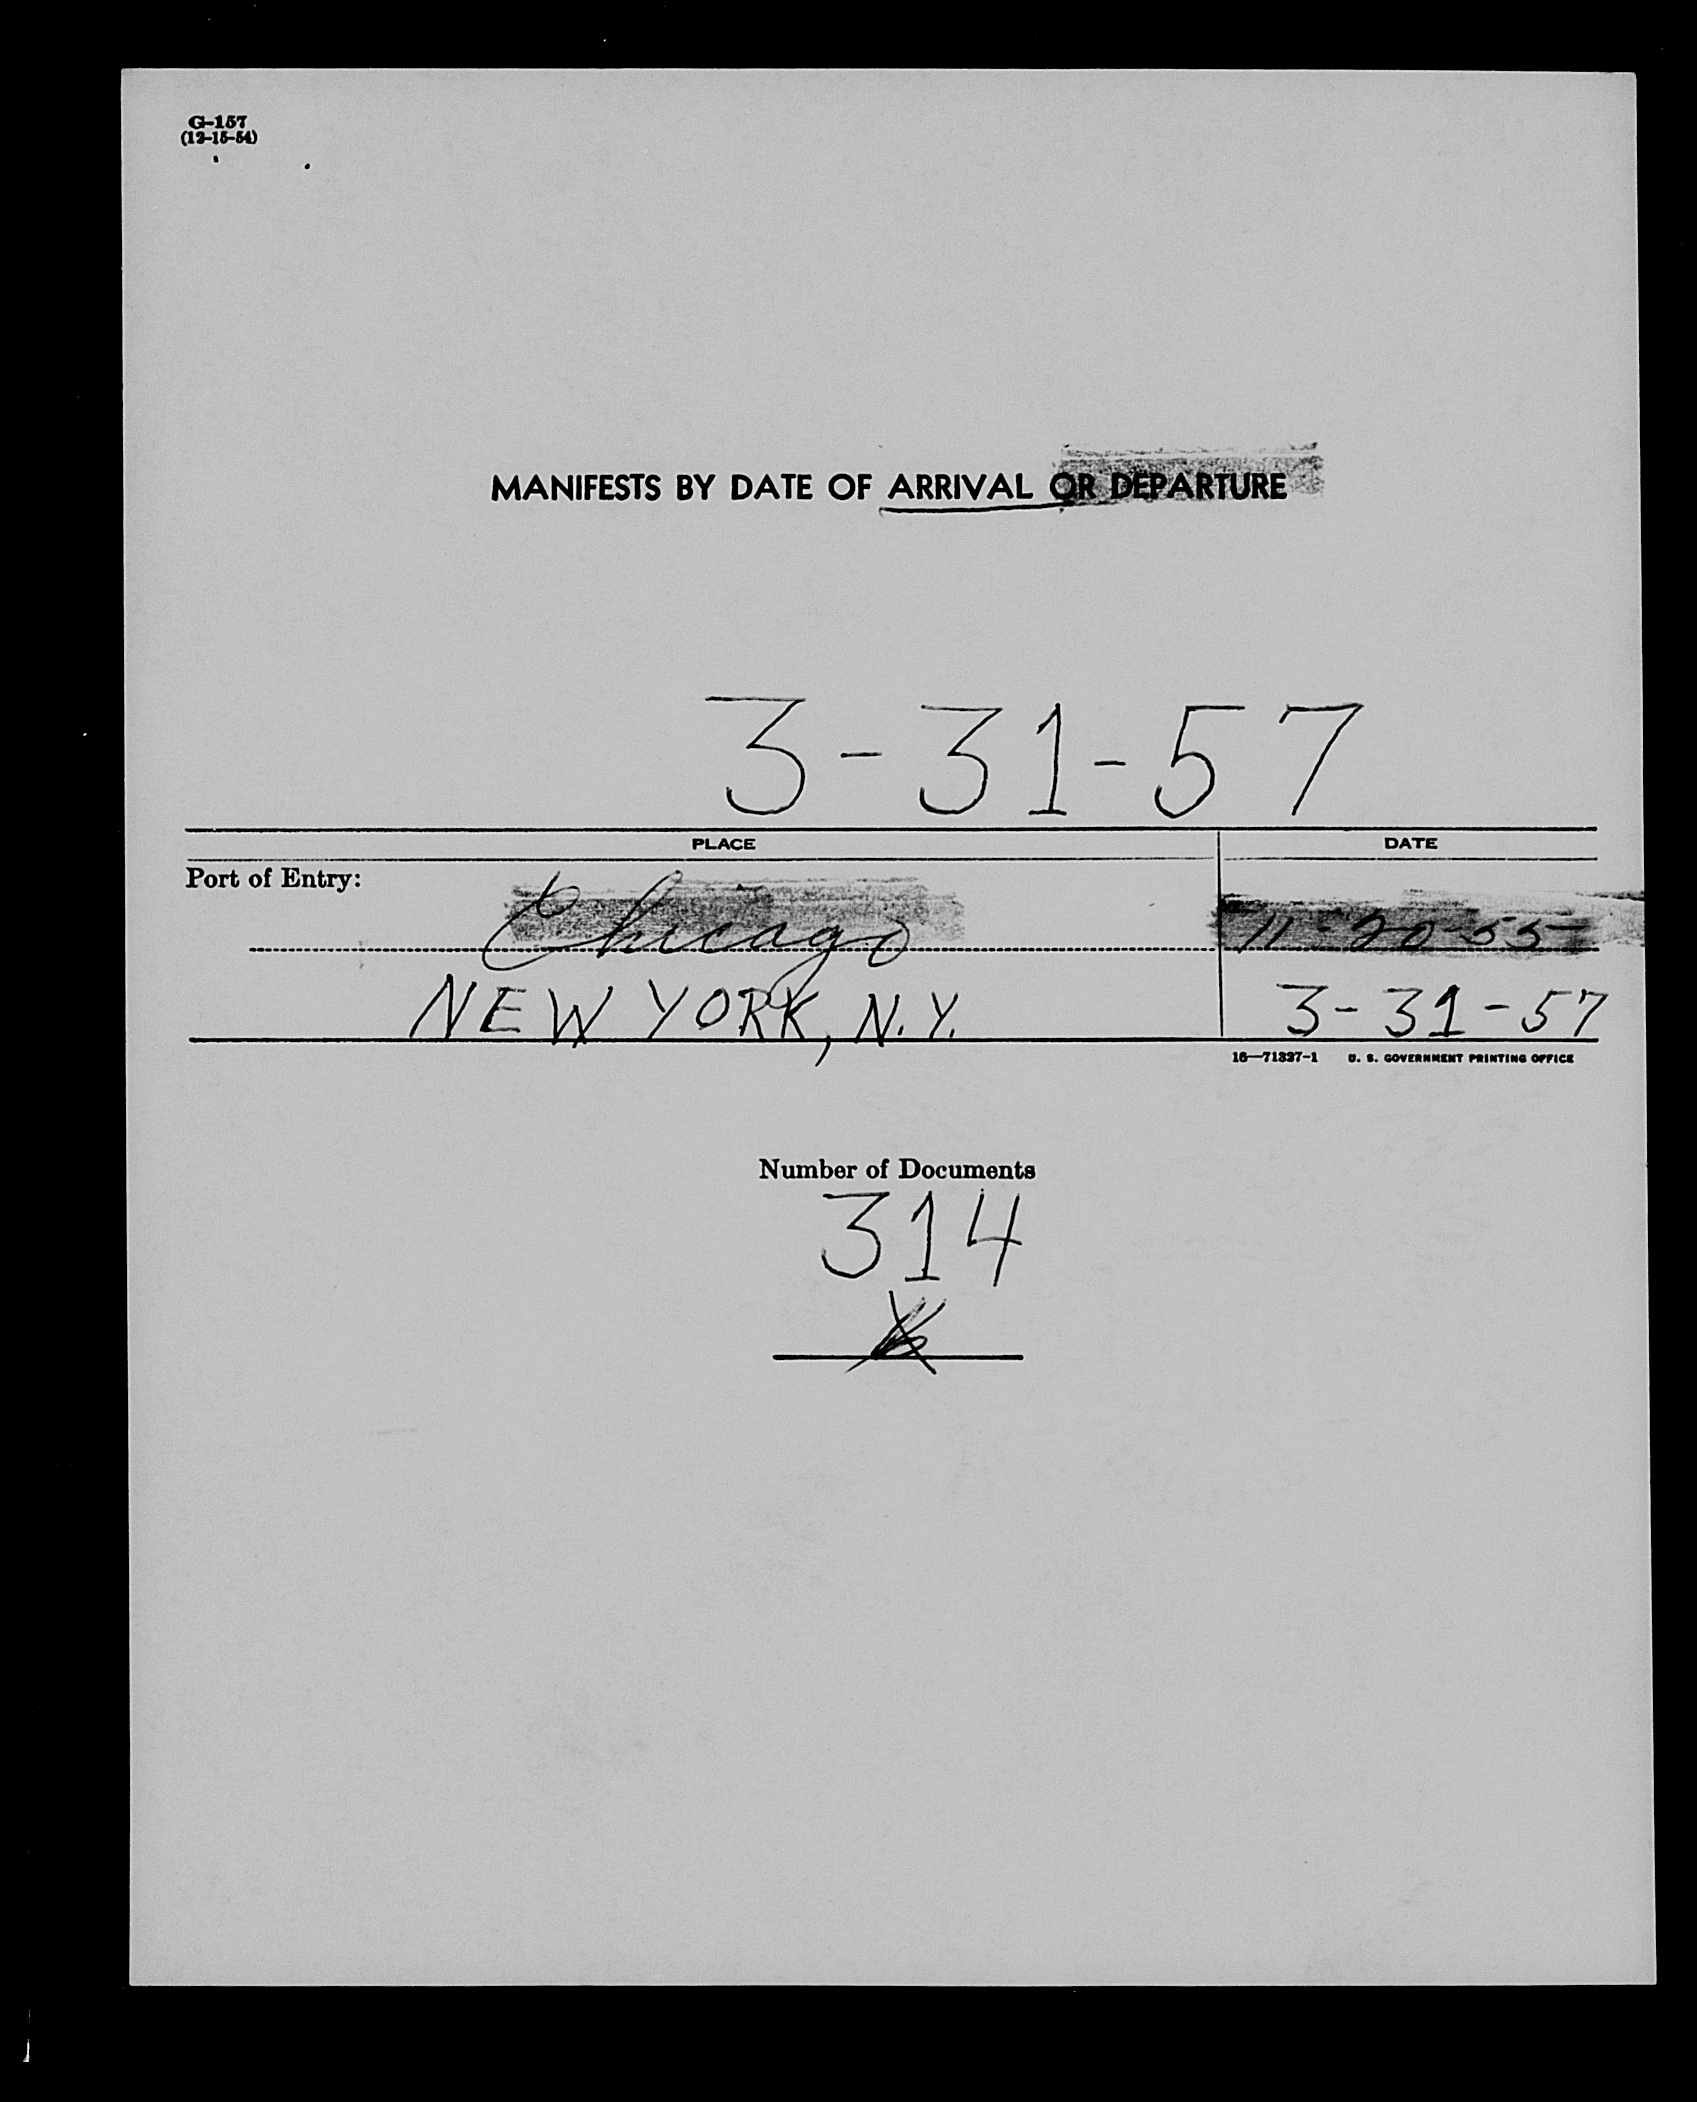 G-157
(12-15-54)
MANIFESTS BY DATE OF ARRIVAL OR DEPARTURE
3-31-57
PLACE DATE
Port of Entry:
Chicago 11-20-55
NEW YORK, N.Y. 3-31-57
16—71397-1 U. S. GOVERNMENT PRINTING OFFICE
Number of Documents
314